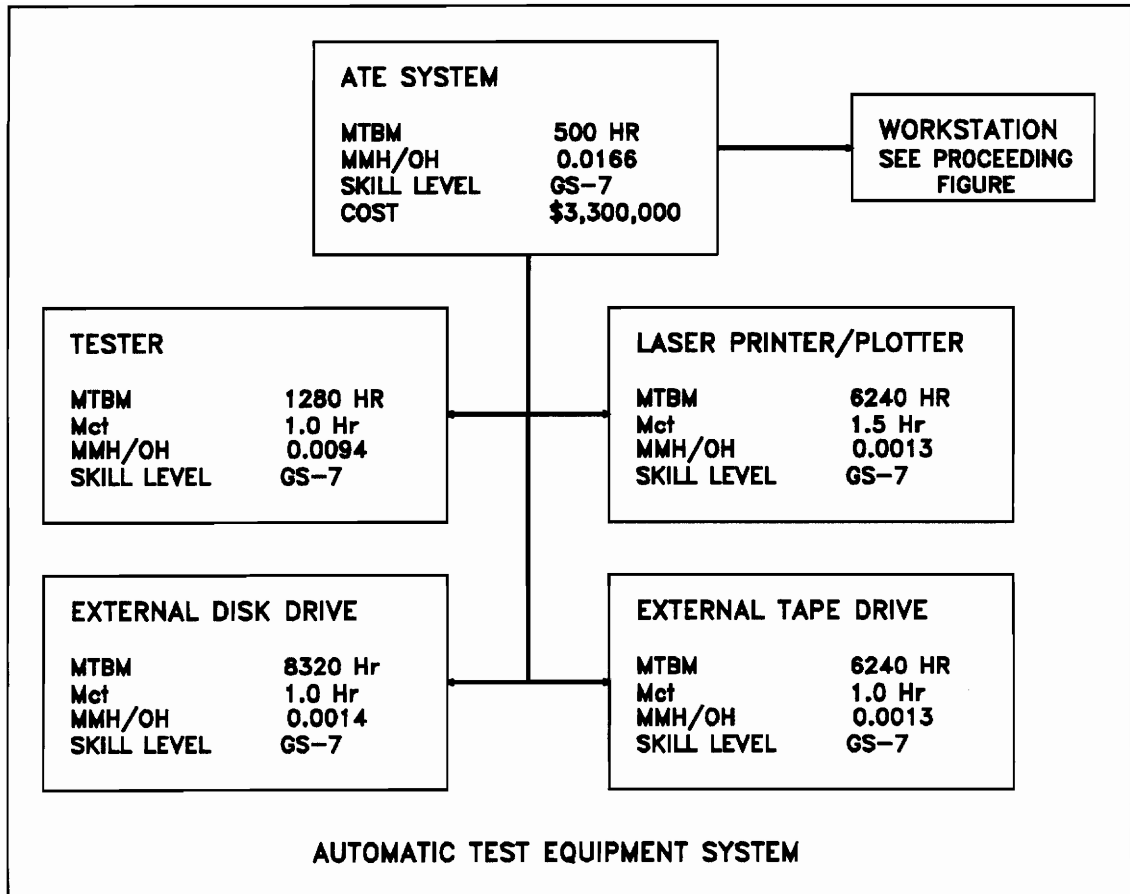 ATE SYSTEM
MTBM 500 HR
MMH/OH 0.0166
SKILL LEVEL GS-7
COST $3,300,000
WORKSTATION
SEE PROCEEDING
FIGURE
TESTER
MTBM 1280 HR
Mct 1.0 Hr
MMH/OH 0.0094
SKILL LEVEL GS-7
LASER PRINTER/PLOTTER
MTBM 6240 HR
Mct 1.5 Hr
MMH/OH 0.0013
SKILL LEVEL GS-7
EXTERNAL DISK DRIVE
MTBM 8320 Hr
Mct 1.0 Hr
MMH/OH 0.0014
SKILL LEVEL GS-7
EXTERNAL TAPE DRIVE
MTBM 6240 HR
Mct 1.0 Hr
MMH/OH 0.0013
SKILL LEVEL GS-7
AUTOMATIC TEST EQUIPMENT SYSTEM